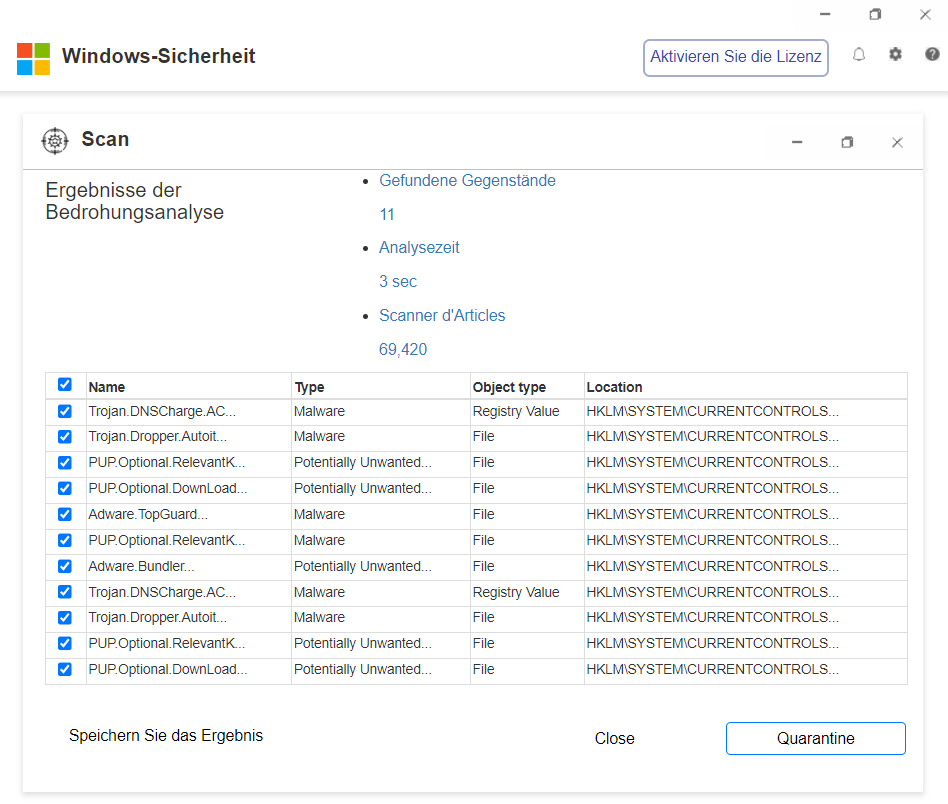 Windows-Sicherheit
Aktivieren Sie die Lizenz
Scan
Ergebnisse der
Bedrohungsanalyse
Gefundene Gegenstände
11
Analysezeit
3 sec
Scanner d'Articles
69,420
Name Type Object type Location
Trojan.DNSCharge.AC... Malware Registry Value HKLM\SYSTEM\CURRENTCONTROLS...
Trojan.Dropper.Autoit... Malware File HKLM\SYSTEM\CURRENTCONTROLS...
PUP.Optional.RelevantK... Potentially Unwanted... File HKLM\SYSTEM\CURRENTCONTROLS...
PUP.Optional.DownLoad... Potentially Unwanted... File HKLM\SYSTEM\CURRENTCONTROLS...
Adware.TopGuard... Malware File HKLM\SYSTEM\CURRENTCONTROLS...
PUP.Optional.RelevantK... Malware File HKLM\SYSTEM\CURRENTCONTROLS...
Adware.Bundler... Potentially Unwanted... File HKLM\SYSTEM\CURRENTCONTROLS...
Trojan.DNSCharge.AC... Malware Registry Value HKLM\SYSTEM\CURRENTCONTROLS...
Trojan.Dropper.Autoit... Malware File HKLM\SYSTEM\CURRENTCONTROLS...
PUP.Optional.RelevantK... Potentially Unwanted... File HKLM\SYSTEM\CURRENTCONTROLS...
PUP.Optional.DownLoad... Potentially Unwanted... File HKLM\SYSTEM\CURRENTCONTROLS...
Speichern Sie das Ergebnis
Close
Quarantine